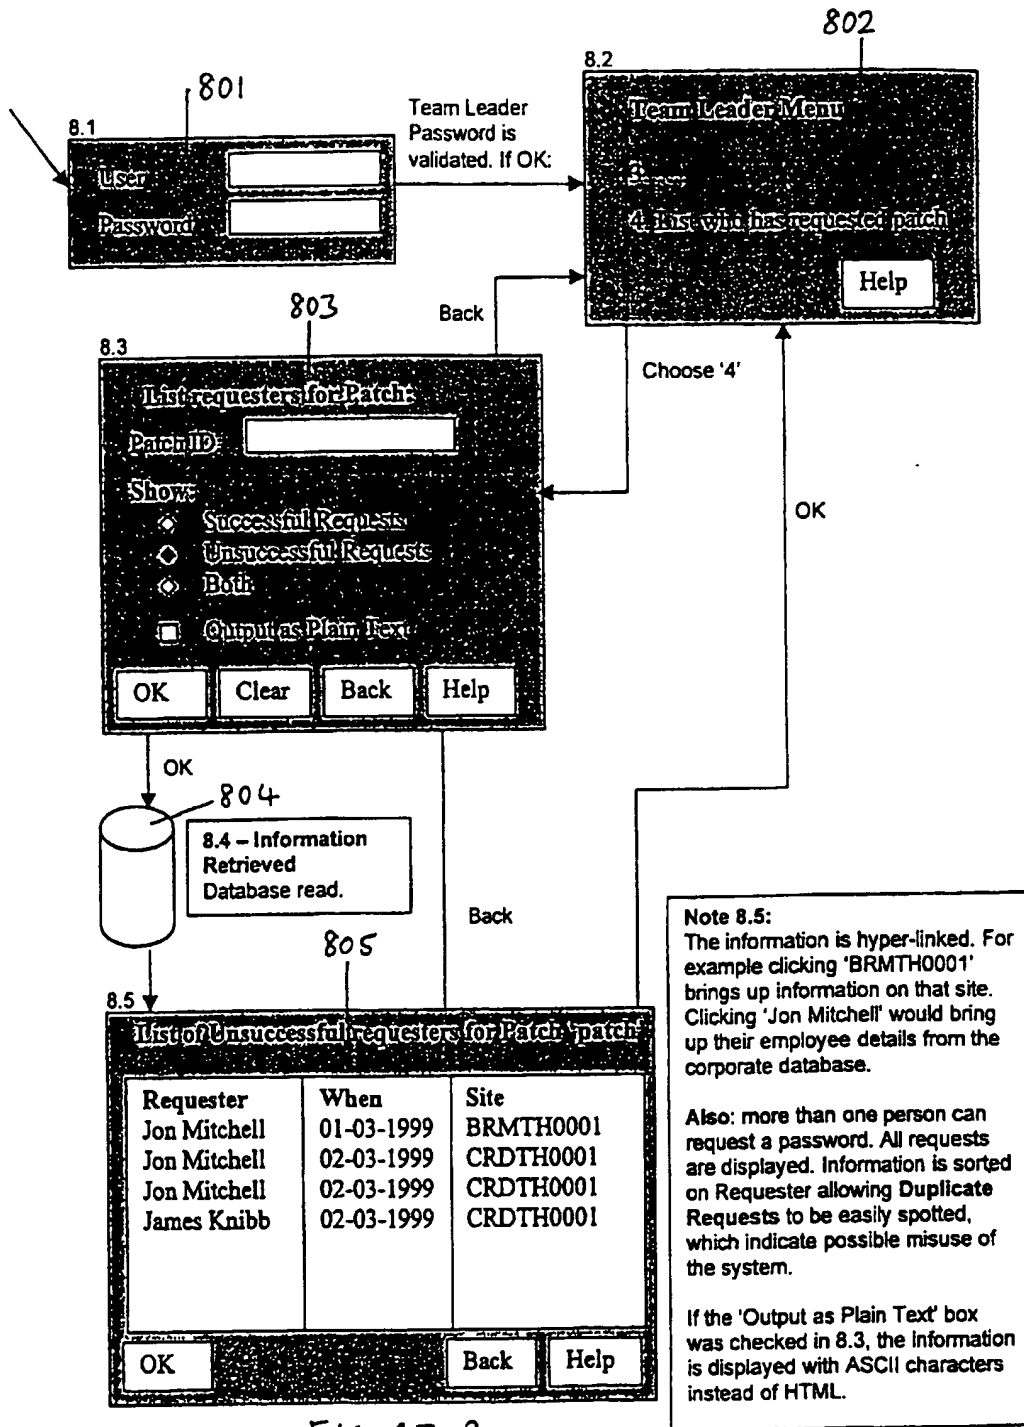 802
8.2
Team Leader Menu
4. List who has requested patch
Help
801
8.1
User
Password
Team Leader
Password is
validated. If OK:
Back
Choose '4'
803
8.3
List requesters for Patch:
Patch ID
Show:
Successful Requests
Unsuccessful Requests
Both
Output as Plain Text
OK
Clear
Back
Help
OK
OK
804
8.4 – Information
Retrieved
Database read.
Back
805
8.5
List of Unsuccessful requesters for Patch patch
Requester When Site
Jon Mitchell 01-03-1999 BRMTH0001
Jon Mitchell 02-03-1999 CRDTH0001
Jon Mitchell 02-03-1999 CRDTH0001
James Knibb 02-03-1999 CRDTH0001
OK
Back
Help
Note 8.5:
The information is hyper-linked. For
example clicking 'BRMTH0001'
brings up information on that site.
Clicking 'Jon Mitchell' would bring
up their employee details from the
corporate database.
Also: more than one person can
request a password. All requests
are displayed. Information is sorted
on Requester allowing Duplicate
Requests to be easily spotted,
which indicate possible misuse of
the system.
If the 'Output as Plain Text' box
was checked in 8.3, the Information
is displayed with ASCII characters
instead of HTML.